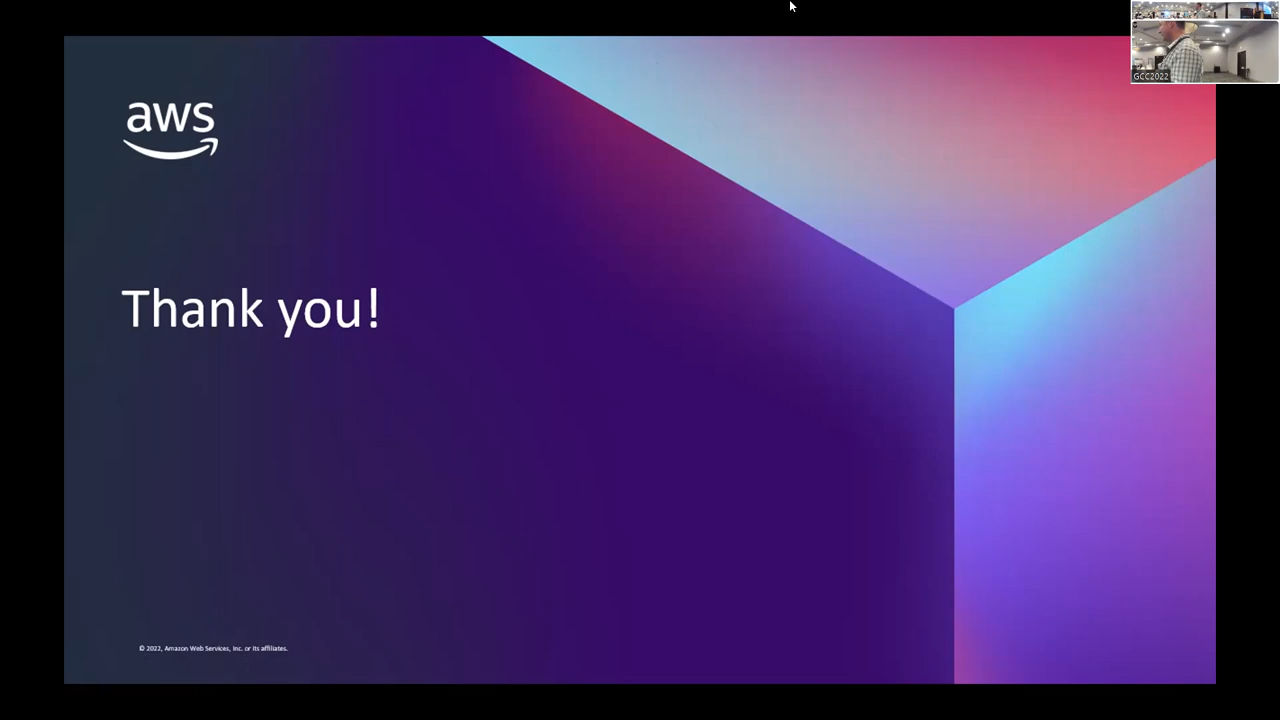 GCC2022
aws
Thank you!
© 2022, Amazon Web Services, Inc. or its affiliates.